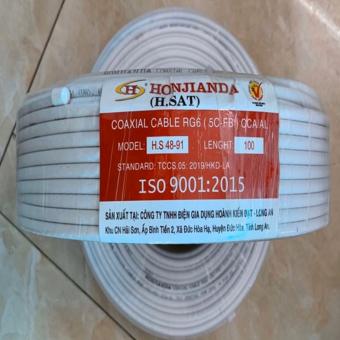 HONJIANDA
(H.SAT)
COAXIAL CABLE RG6 ( 5C-FB ) CCA/AL
MODEL: H.S 48-91 LENGHT 100
STANDARD: TCCS.05: 2019/HKD-LA
ISO 9001:2015
SẢN XUẤT TẠI: CÔNG TY TNHH ĐIỆN GIA DỤNG HOÀNH KIẾN ĐẠT - LONG AN
Khu CN Hải Sơn, Ấp Bình Tiền 2, Xã Đức Hòa Hạ, Huyện Đức Hòa, Tỉnh Long An.